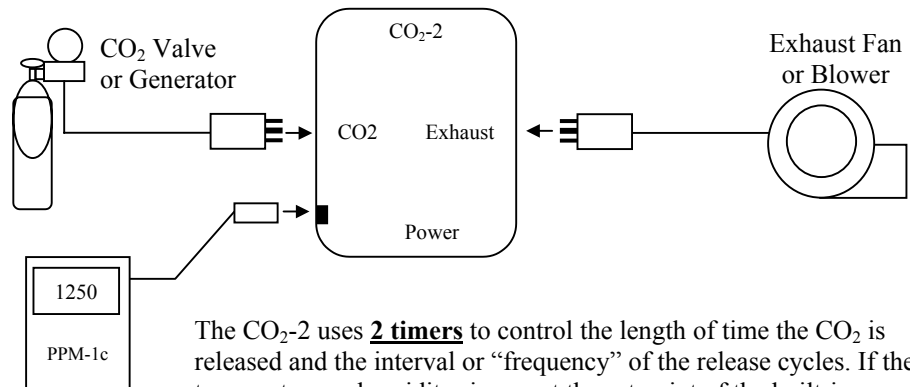 CO₂-2
CO₂ Valve
or Generator
Exhaust Fan
or Blower
CO2
Exhaust
Power
1250
PPM-1c
The CO₂-2 uses 2 timers to control the length of time the CO₂ is
released and the interval or “frequency” of the release cycles. If the